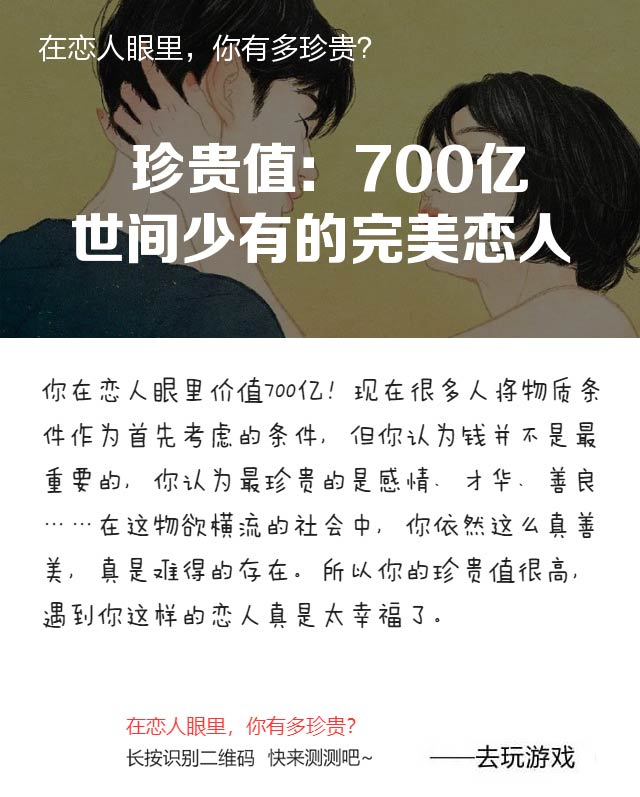 在恋人眼里，你有多珍贵？
珍贵值：700亿
世间少有的完美恋人
你在恋人眼里价值700亿！现在很多人将物质条
件作为首先考虑的条件，但你认为钱并不是最
重要的，你认为最珍贵的是感情、才华、善良
……在这物欲横流的社会中，你依然这么真善
美，真是难得的存在。所以你的珍贵值很高，
遇到你这样的恋人真是太幸福了。
在恋人眼里，你有多珍贵？
长按识别二维码 快来测测吧~
——去玩游戏